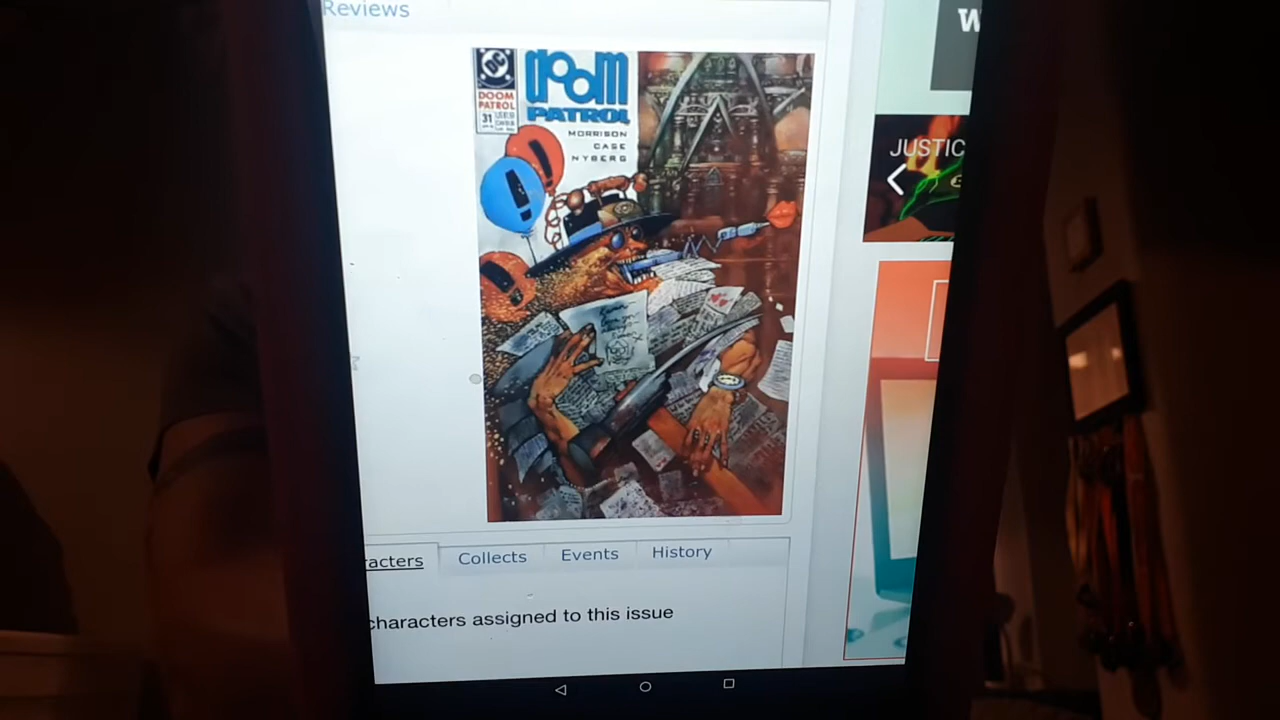 Reviews
W
DC
DOOM
PATROL
31
DOOM
PATROL
MORRISON
CASE
NYBERG
JUSTIC
racters
Collects
Events
History
characters assigned to this issue